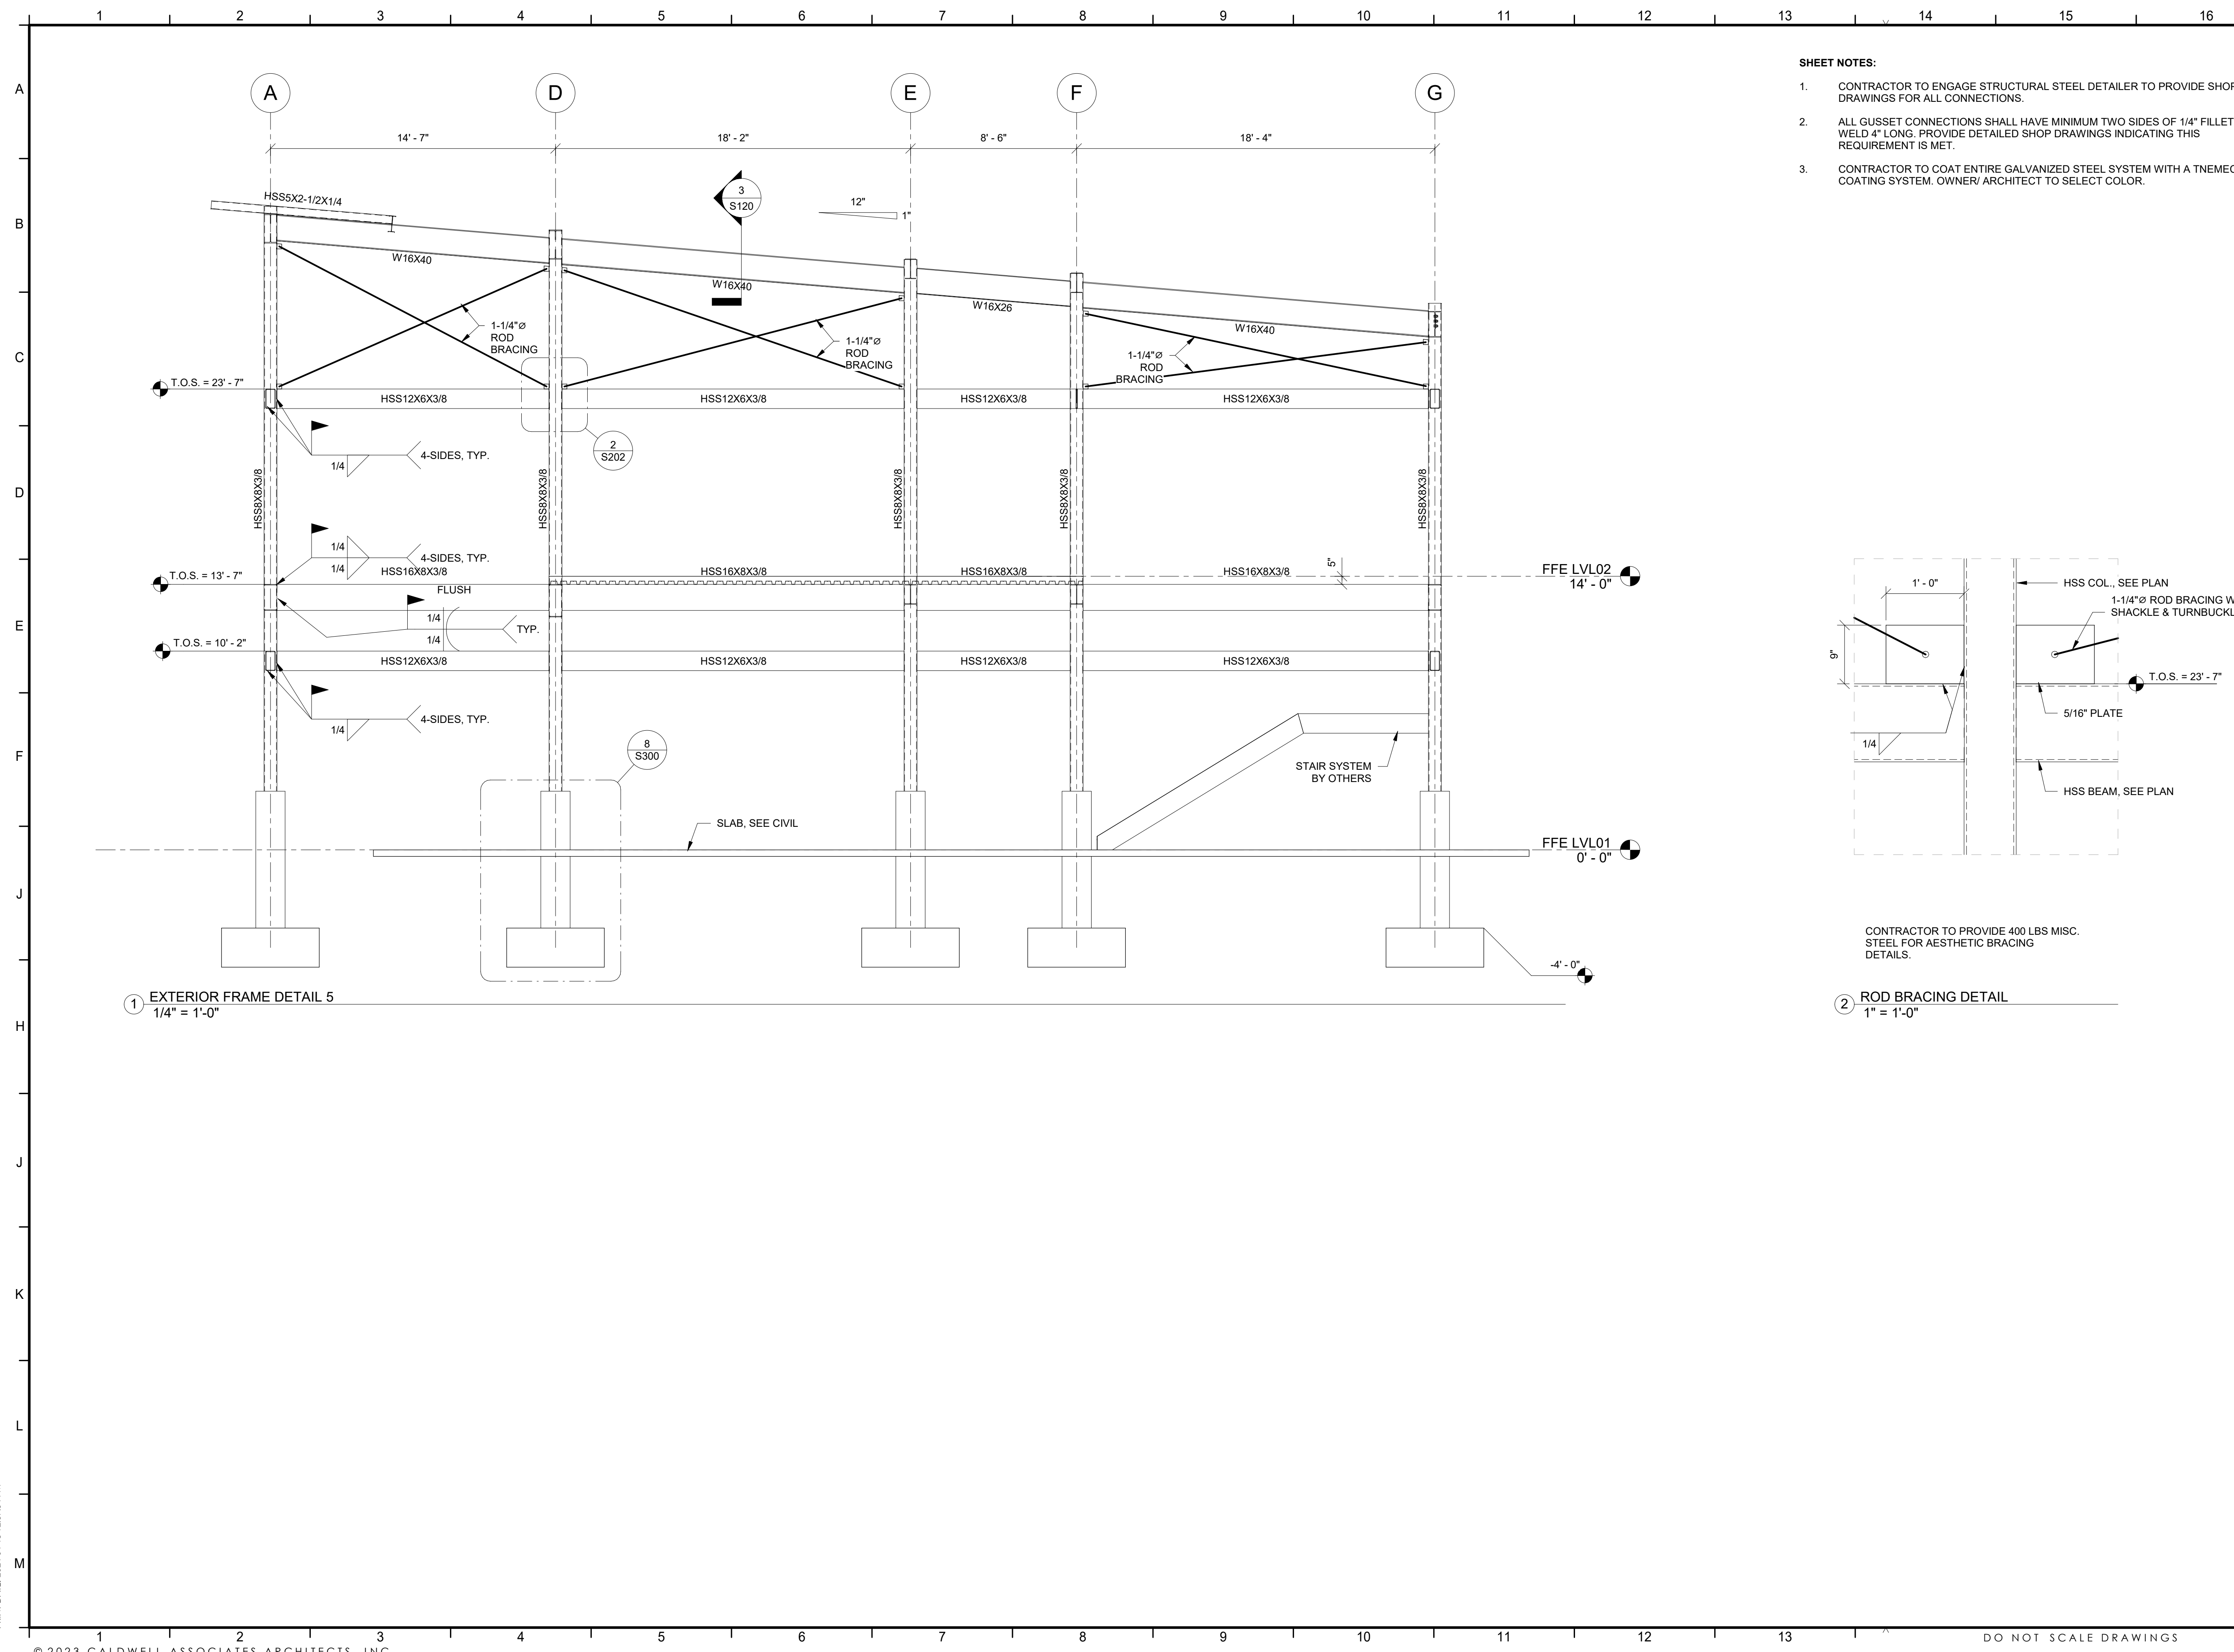 1 2 3 4 5 6 7 8 9 10 11 12 13 14 15 16
A
B
C
D
E
F
J
H
J
K
L
M
A D E F G
14' - 7" 18' - 2" 8' - 6" 18' - 4"
HSS5X2-1/2X1/4
3
S120
12"
1"
W16X40
W16X40
W16X26
W16X40
1-1/4"Ø
ROD
BRACING
1-1/4"Ø
ROD
BRACING
1-1/4"Ø
ROD
BRACING
T.O.S. = 23' - 7"
HSS12X6X3/8 HSS12X6X3/8 HSS12X6X3/8 HSS12X6X3/8
2
S202
1/4
4-SIDES, TYP.
HSS8X8X3/8 HSS8X8X3/8 HSS8X8X3/8 HSS8X8X3/8 HSS8X8X3/8
1/4
1/4
4-SIDES, TYP.
T.O.S. = 13' - 7"
HSS16X8X3/8 HSS16X8X3/8 HSS16X8X3/8 HSS16X8X3/8
5"
FFE LVL02
14' - 0"
FLUSH
1/4
1/4
TYP.
T.O.S. = 10' - 2"
HSS12X6X3/8 HSS12X6X3/8 HSS12X6X3/8 HSS12X6X3/8
1/4
4-SIDES, TYP.
8
S300
STAIR SYSTEM
BY OTHERS
SLAB, SEE CIVIL
FFE LVL01
0' - 0"
-4' - 0"
1
EXTERIOR FRAME DETAIL 5
1/4" = 1'-0"
SHEET NOTES:
1. CONTRACTOR TO ENGAGE STRUCTURAL STEEL DETAILER TO PROVIDE SHOP
DRAWINGS FOR ALL CONNECTIONS.
2. ALL GUSSET CONNECTIONS SHALL HAVE MINIMUM TWO SIDES OF 1/4" FILLET
WELD 4" LONG. PROVIDE DETAILED SHOP DRAWINGS INDICATING THIS
REQUIREMENT IS MET.
3. CONTRACTOR TO COAT ENTIRE GALVANIZED STEEL SYSTEM WITH A TNEMEC
COATING SYSTEM. OWNER/ ARCHITECT TO SELECT COLOR.
1' - 0"
HSS COL., SEE PLAN
1-1/4"Ø ROD BRACING W
SHACKLE & TURNBUCKL
9"
T.O.S. = 23' - 7"
5/16" PLATE
1/4
HSS BEAM, SEE PLAN
CONTRACTOR TO PROVIDE 400 LBS MISC.
STEEL FOR AESTHETIC BRACING
DETAILS.
2
ROD BRACING DETAIL
1" = 1'-0"
1 2 3 4 5 6 7 8 9 10 11 12 13
© 2023 CALDWELL ASSOCIATES ARCHITECTS, INC.
DO NOT SCALE DRAWINGS